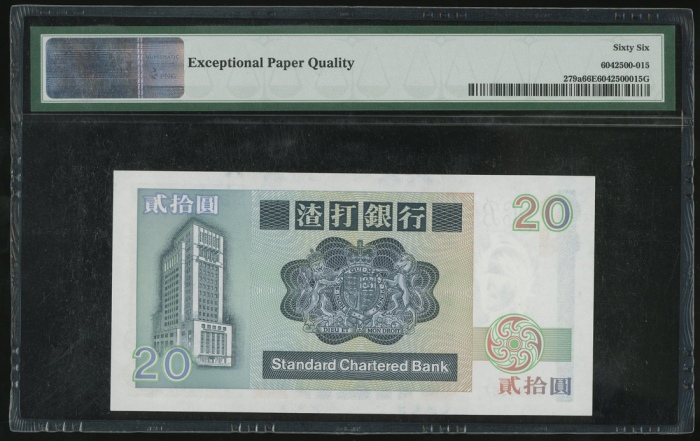 Sixty Six
Exceptional Paper Quality
6042500-015
279a66E6042500015G
貳拾圓
渣打銀行
20
DIEU ET MON DROIT
Standard Chartered Bank
20
貳拾圓